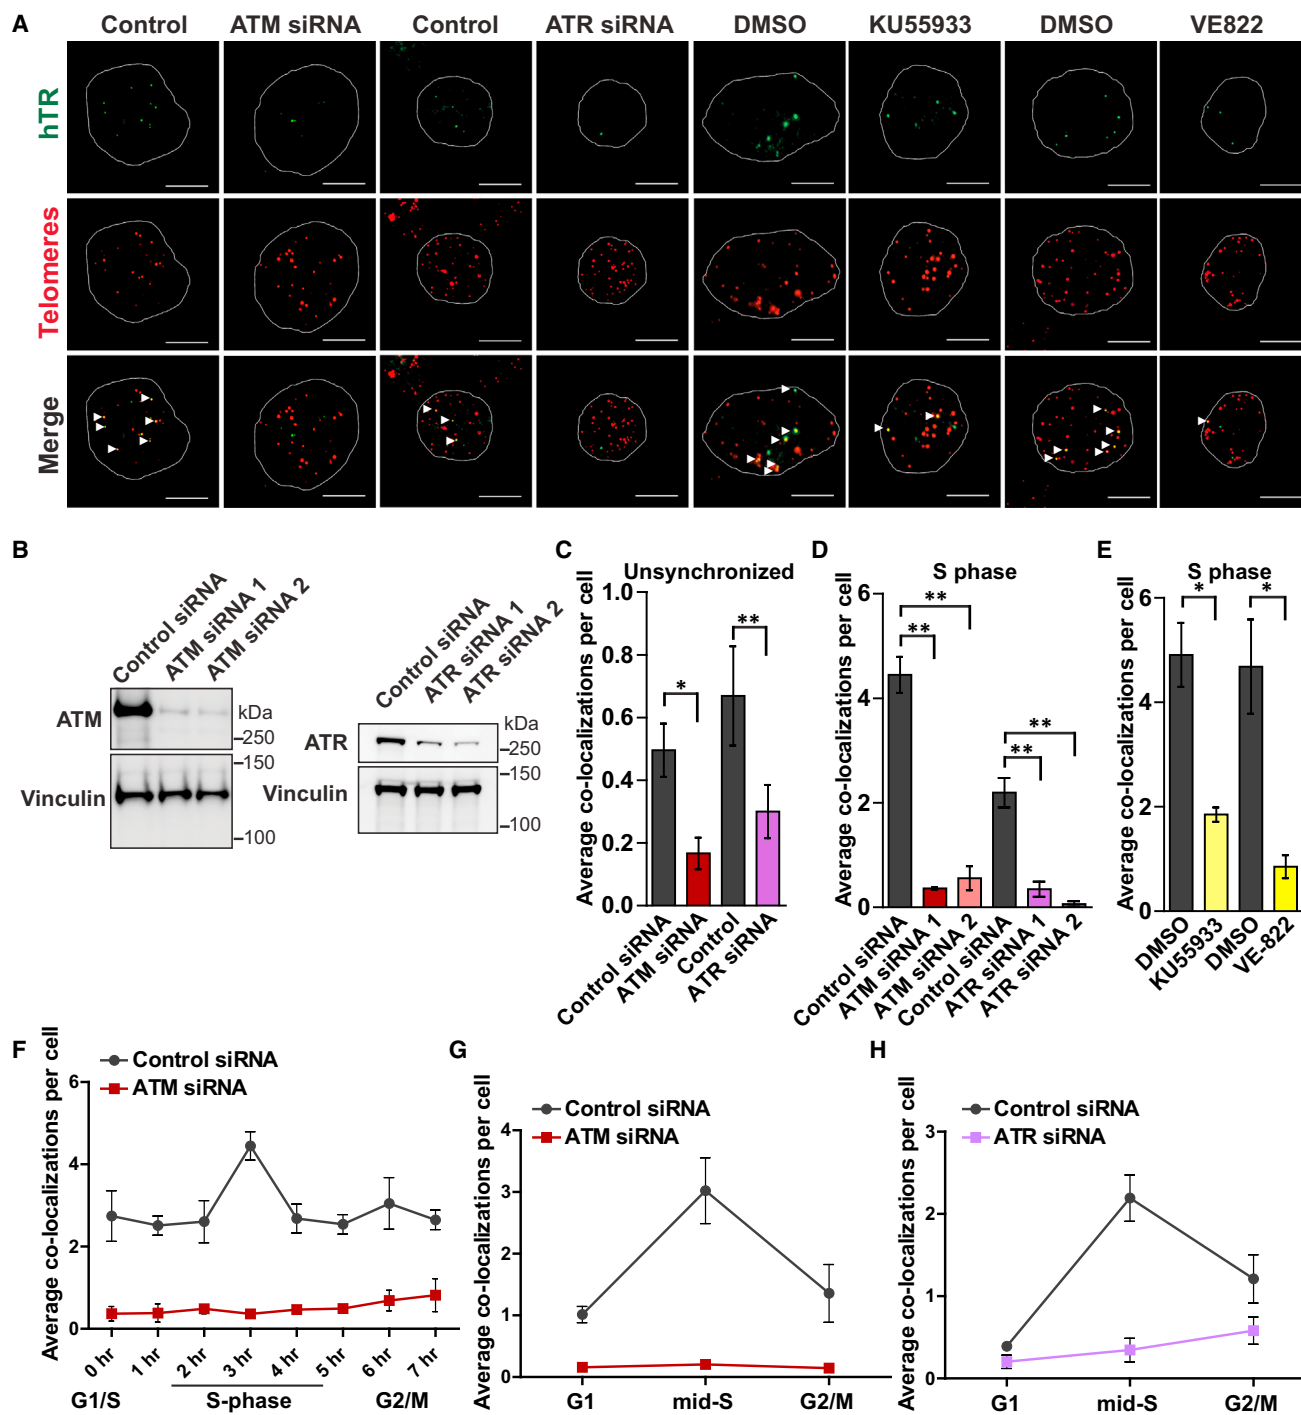 A
Control ATM siRNA Control ATR siRNA DMSO KU55933 DMSO VE822
hTR
Telomeres
Merge
B
Control siRNA
ATM siRNA 1
ATM siRNA 2
ATM
kDa
250
150
Vinculin
100
Control siRNA
ATR siRNA 1
ATR siRNA 2
kDa
ATR
250
150
Vinculin
100
C
Unsynchronized
Average co-localizations per cell
1.0
0.8
0.6
0.4
0.2
0.0
*
**
Control siRNA
ATM siRNA
Control
ATR siRNA
D
S phase
Average co-localizations per cell
6
4
2
0
**
**
**
**
Control siRNA
ATM siRNA 1
ATM siRNA 2
Control siRNA
ATR siRNA 1
ATR siRNA 2
E
S phase
Average co-localizations per cell
6
4
2
0
*
*
DMSO
KU55933
DMSO
VE-822
F
Control siRNA
ATM siRNA
Average co-localizations per cell
6
4
2
0
0 hr 1 hr 2 hr 3 hr 4 hr 5 hr 6 hr 7 hr
G1/S S-phase G2/M
G
Control siRNA
ATM siRNA
Average co-localizations per cell
4
3
2
1
0
G1 mid-S G2/M
H
Control siRNA
ATR siRNA
Average co-localizations per cell
3
2
1
0
G1 mid-S G2/M